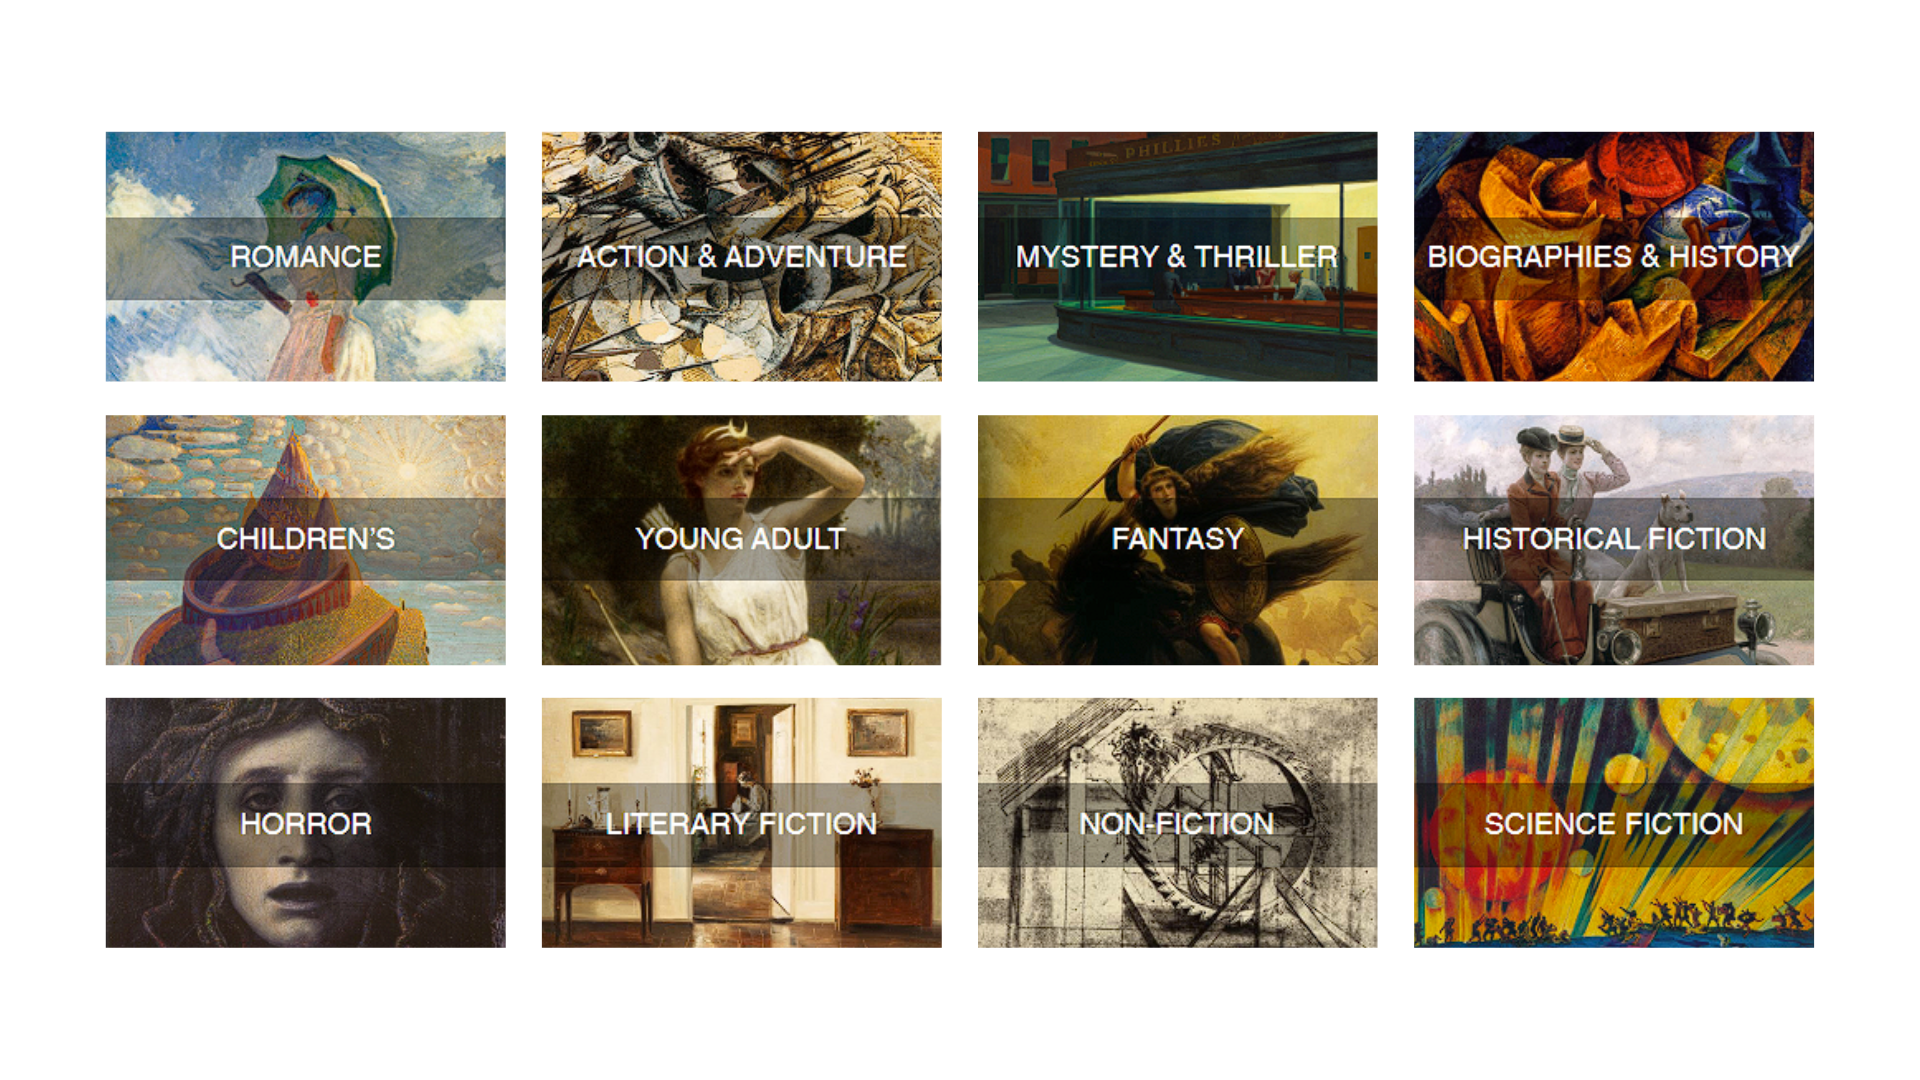 PHILLIES
ROMANCE
ACTION & ADVENTURE
MYSTERY & THRILLER
BIOGRAPHIES & HISTORY
CHILDREN’S
YOUNG ADULT
FANTASY
HISTORICAL FICTION
HORROR
LITERARY FICTION
NON-FICTION
SCIENCE FICTION